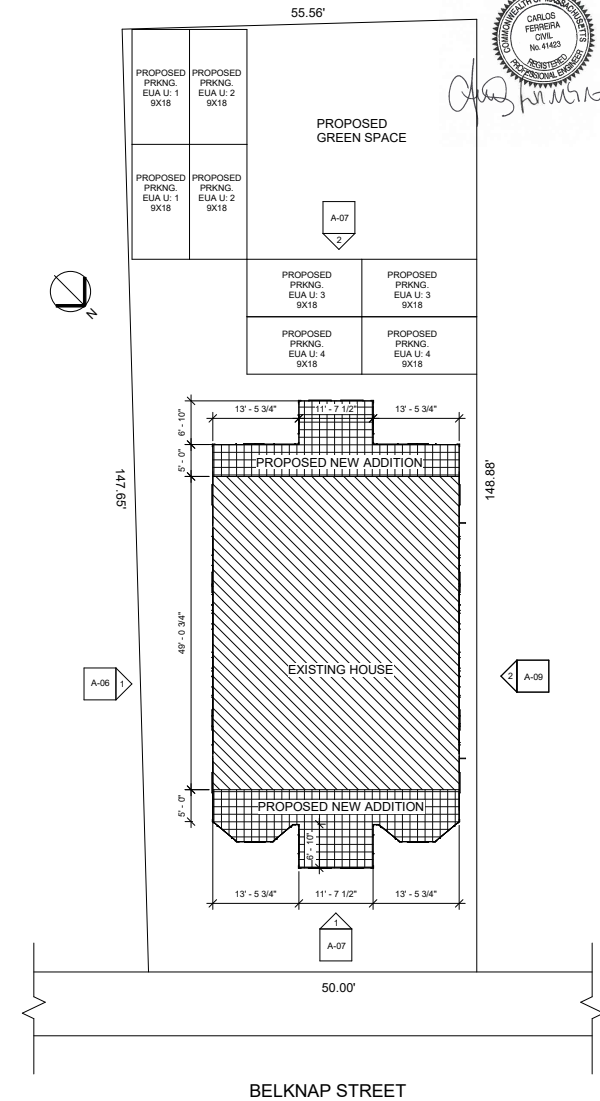 55.56'
COMMONWEALTH OF MASSACHUSETTS
CARLOS
FERREIRA
CIVIL
No. 41423
REGISTERED
PROFESSIONAL ENGINEER
PROPOSED
PRKNG.
EUA U: 1
9X18
PROPOSED
PRKNG.
EUA U: 2
9X18
PROPOSED
GREEN SPACE
PROPOSED
PRKNG.
EUA U: 1
9X18
PROPOSED
PRKNG.
EUA U: 2
9X18
A-07
2
N
PROPOSED
PRKNG.
EUA U: 3
9X18
PROPOSED
PRKNG.
EUA U: 3
9X18
PROPOSED
PRKNG.
EUA U: 4
9X18
PROPOSED
PRKNG.
EUA U: 4
9X18
6' - 10"
13' - 5 3/4"
11' - 7 1/2"
13' - 5 3/4"
5' - 0"
PROPOSED NEW ADDITION
147.65'
148.88'
49' - 0 3/4"
EXISTING HOUSE
A-06
1
2
A-09
5' - 0"
PROPOSED NEW ADDITION
6' - 10"
13' - 5 3/4"
11' - 7 1/2"
13' - 5 3/4"
1
A-07
50.00'
BELKNAP STREET